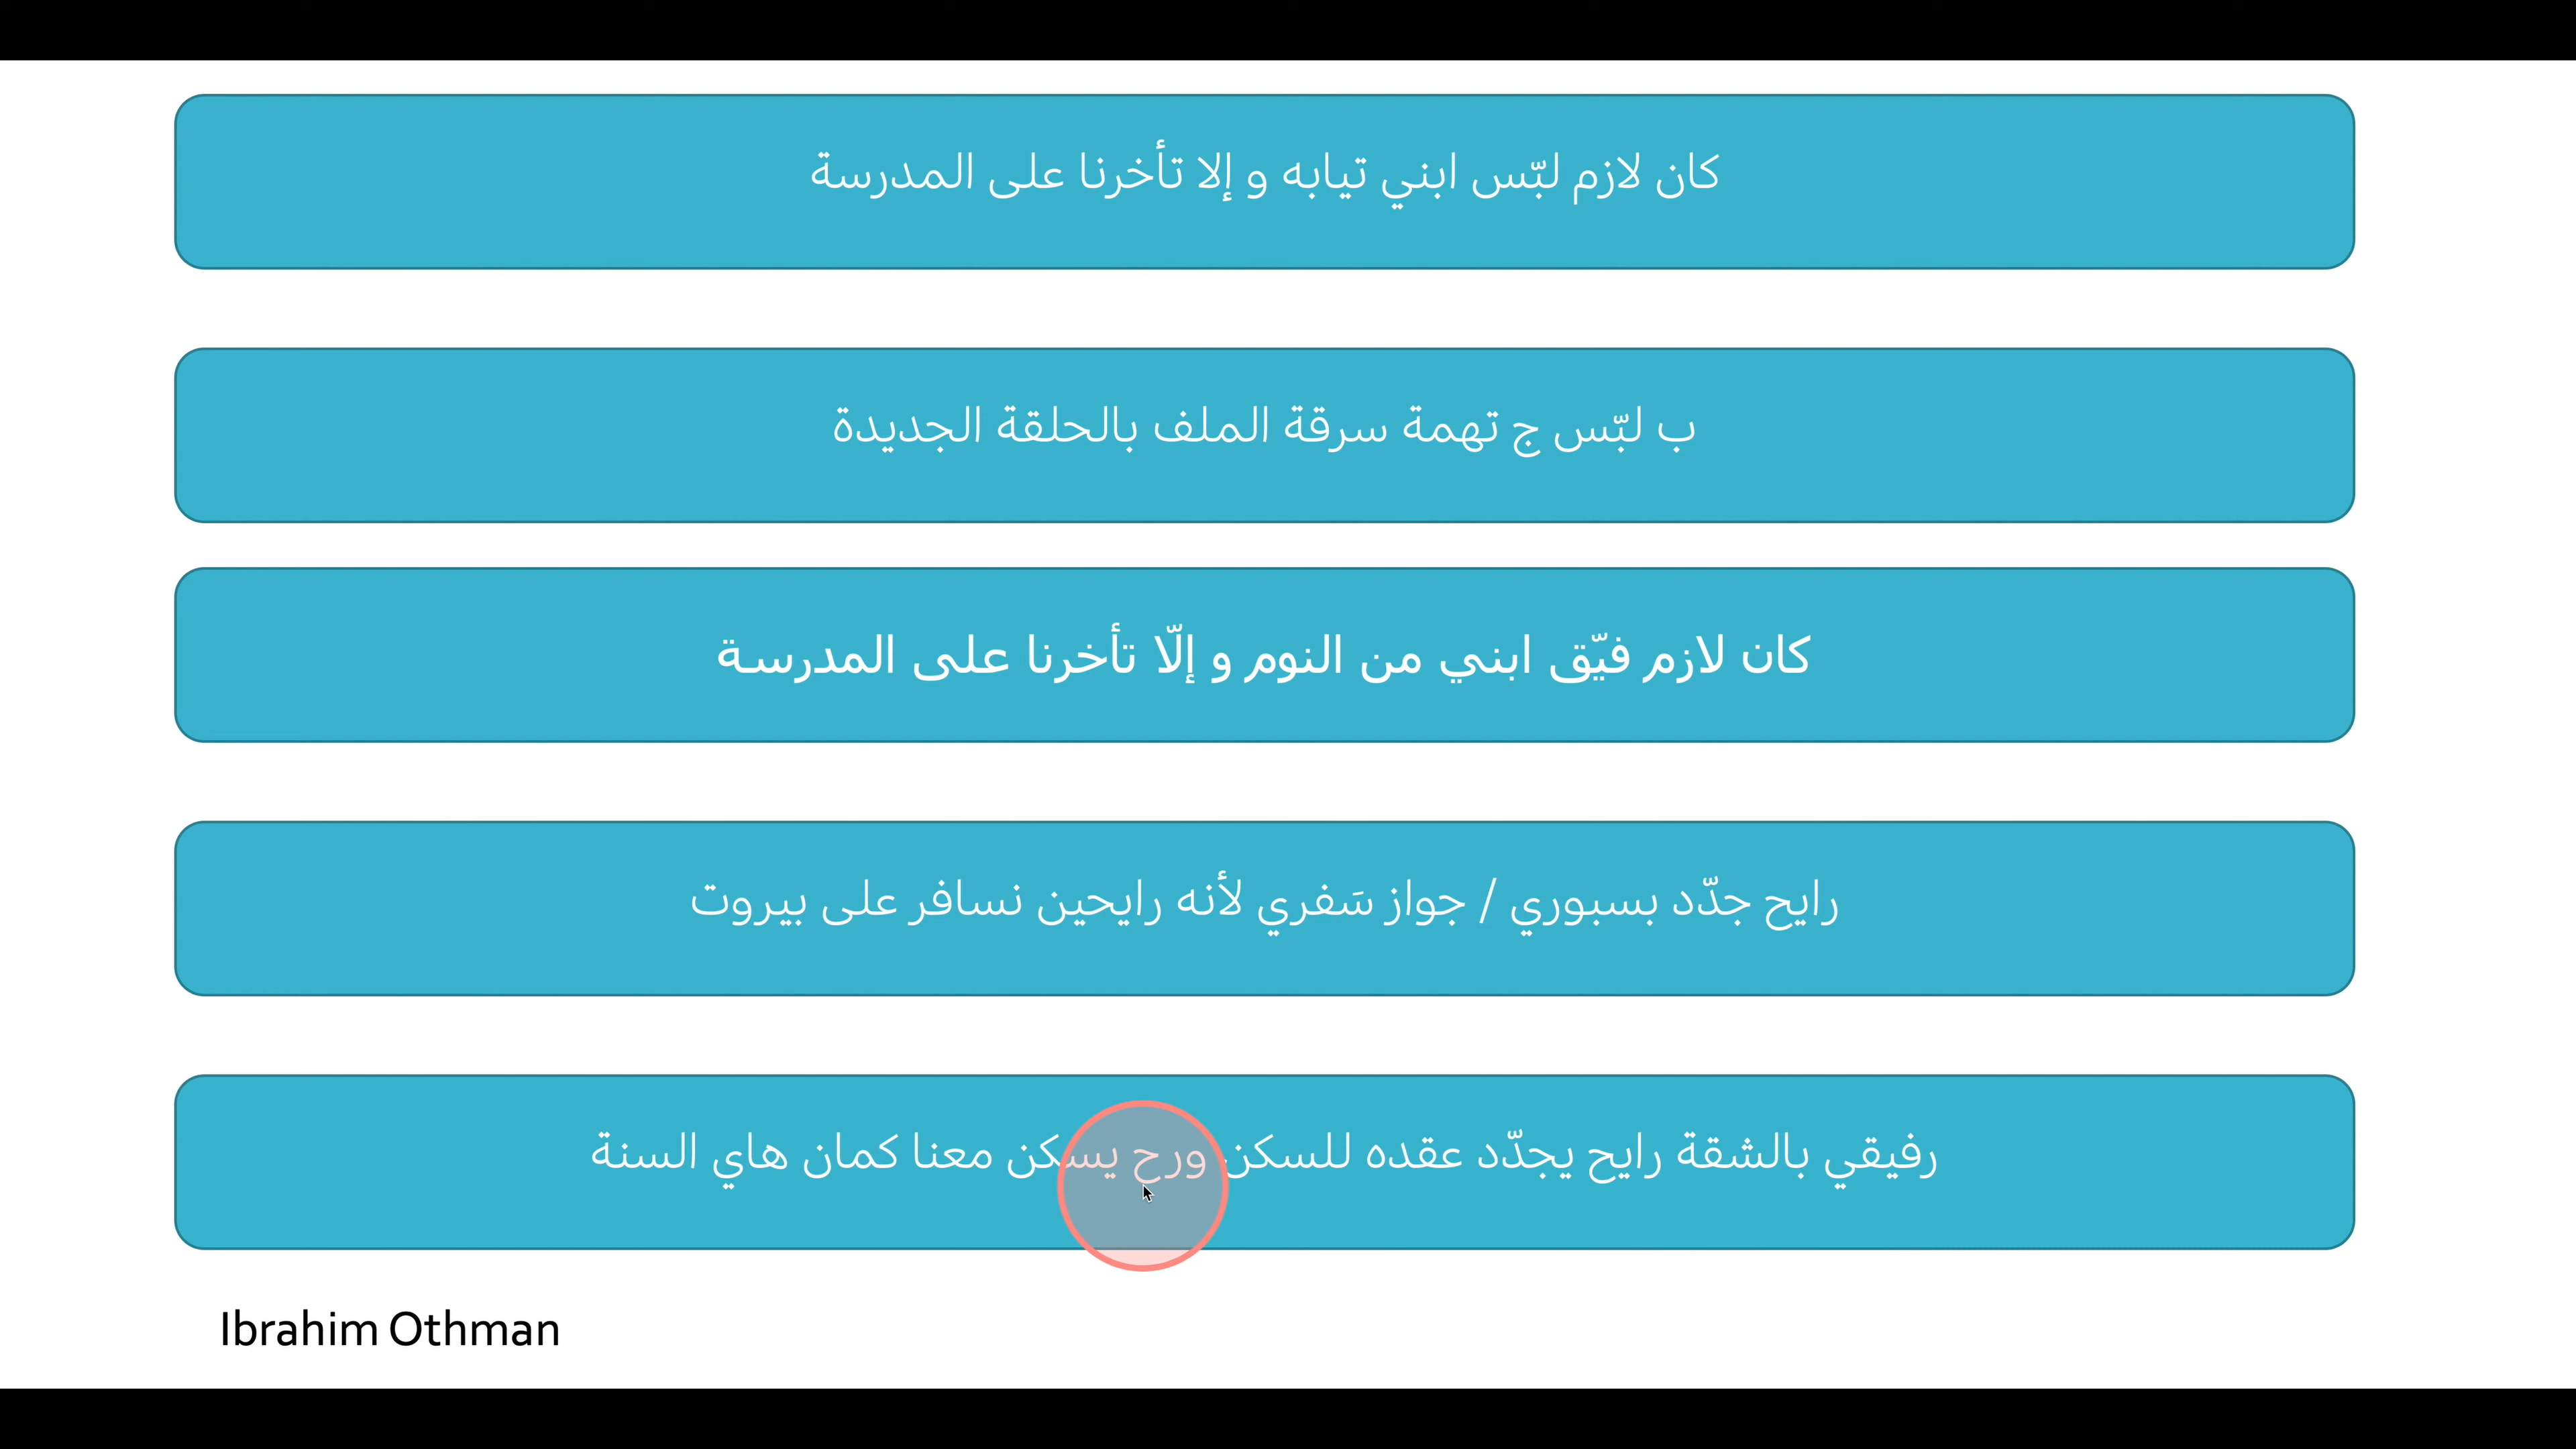 كان لازم لبّس ابني تيابه و إلا تأخرنا على المدرسة
ب لبّس ج تهمة سرقة الملف بالحلقة الجديدة
كان لازم فيّق ابني من النوم و إلّا تأخرنا على المدرسة
رايح جدّد بسبوري / جواز سَفري لأنه رايحين نسافر على بيروت
رفيقي بالشقة رايح يجدّد عقده للسكن ورح يسكن معنا كمان هاي السنة
Ibrahim Othman